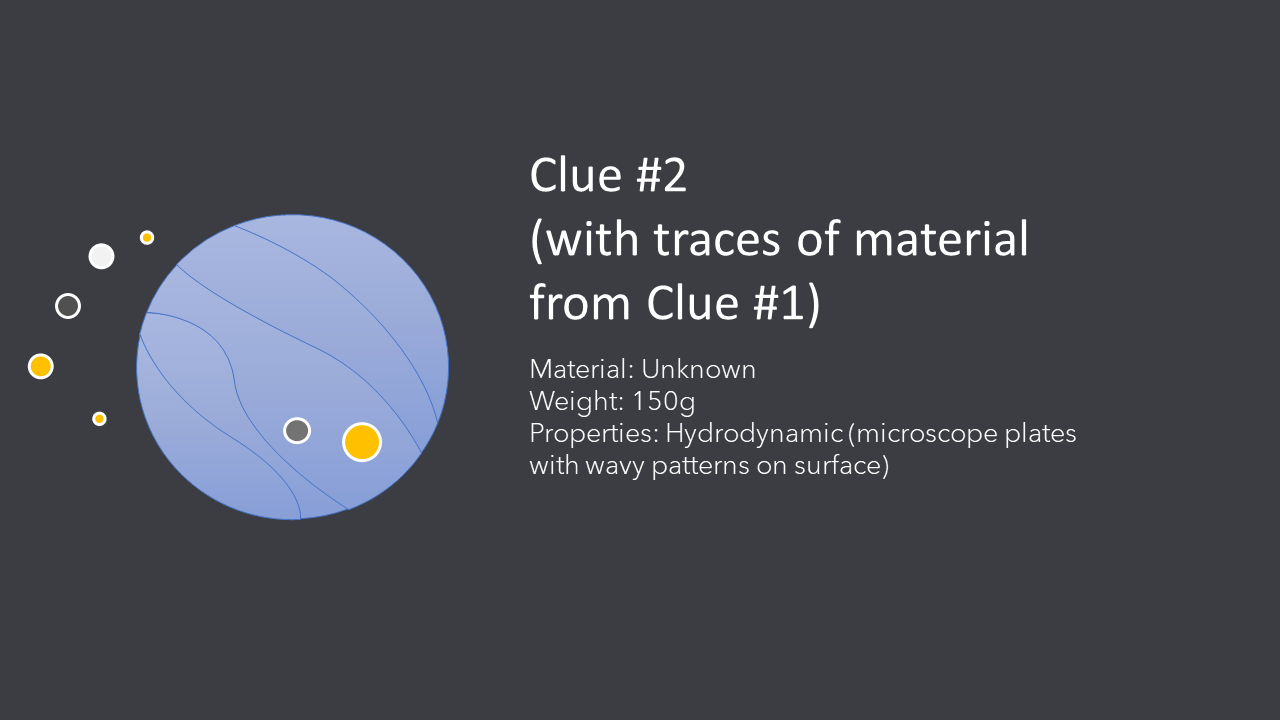 Clue #2
(with traces of material
from Clue #1)
Material: Unknown
Weight: 150g
Properties: Hydrodynamic (microscope plates
with wavy patterns on surface)